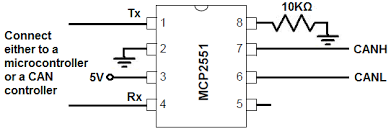 10KΩ
Tx
1
8
Connect
either to a
microcontroller
or a CAN
controller
2
7
CANH
5V
3
6
CANL
Rx
4
5
MCP2551